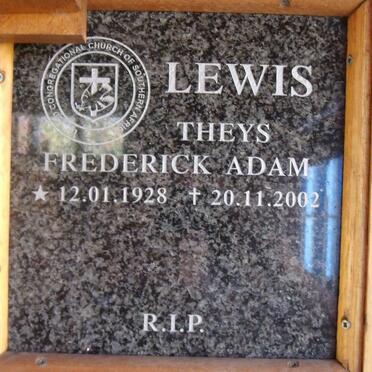 CONGREGATIONAL CHURCH OF SOUTHERN AFRICA
LEWIS
THEYS
FREDERICK ADAM
★ 12.01.1928 ✝ 20.11.2002
R.I.P.